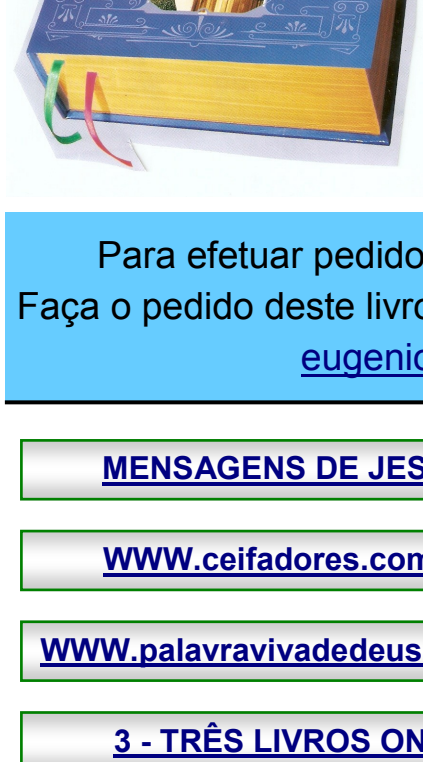 Para efetuar pedido
Faça o pedido deste livro
eugenio
MENSAGENS DE JES
WWW.ceifadores.com
WWW.palavravivadedeus.
3 - TRÊS LIVROS ON